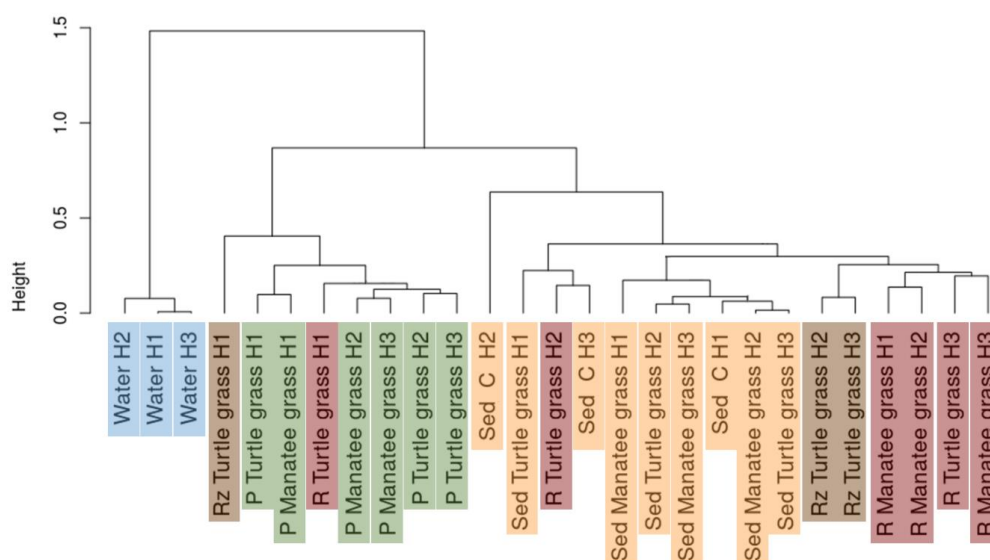 1.5
1.0
0.5
0.0
Height
Water H2
Water H1
Water H3
Rz Turtle grass H1
P Turtle grass H1
P Manatee grass H1
R Turtle grass H1
P Manatee grass H2
P Manatee grass H3
P Turtle grass H2
P Turtle grass H3
Sed C H2
Sed Turtle grass H1
R Turtle grass H2
Sed C H3
Sed Manatee grass H1
Sed Turtle grass H2
Sed Manatee grass H3
Sed C H1
Sed Manatee grass H2
Sed Turtle grass H3
Rz Turtle grass H2
Rz Turtle grass H3
R Manatee grass H1
R Manatee grass H2
R Turtle grass H3
R Manatee grass H3